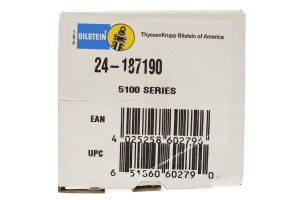 BILSTEIN
ThyssenKrupp Bilstein of America
24-187190
5100 SERIES
EAN
4 025258 602796
UPC
6 51860 60279 0